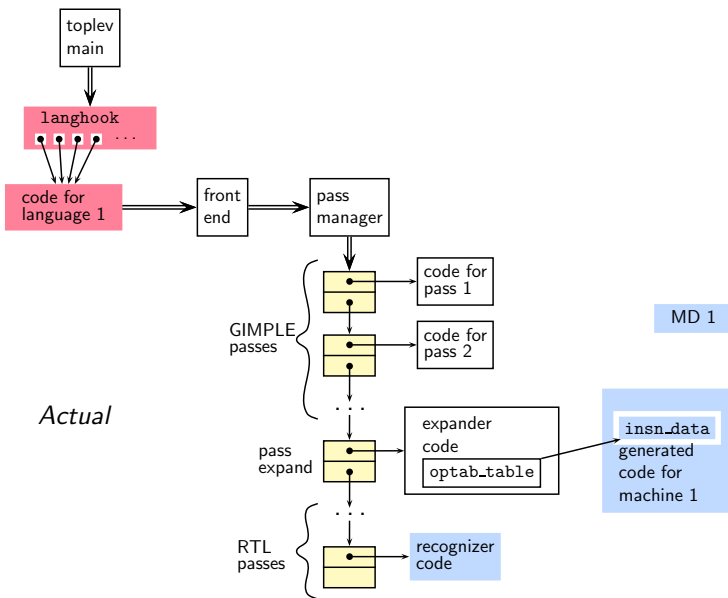 toplev
main
langhook
. . .
code for
language 1
front
end
pass
manager
code for
pass 1
GIMPLE
passes
code for
pass 2
MD 1
. . .
Actual
expander
code
optab_table
insn_data
generated
code for
machine 1
pass
expand
. . .
RTL
passes
recognizer
code